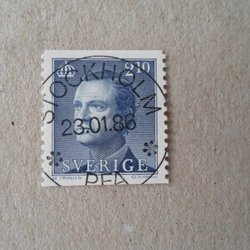 2.10
STOCKHOLM
23.01.86
SVERIGE
PFA